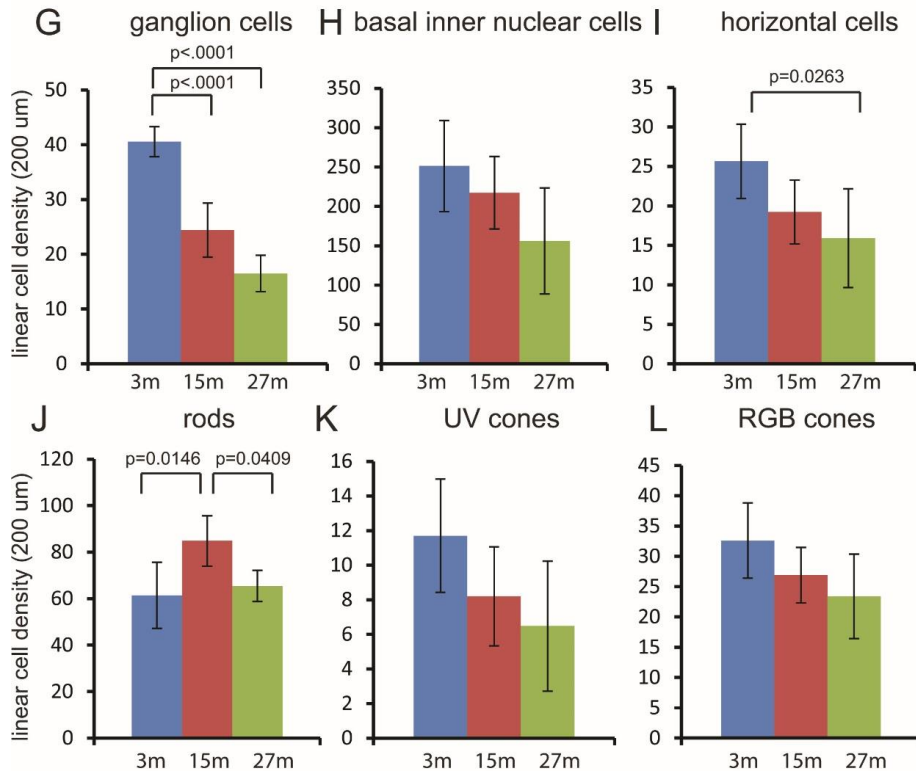 G ganglion cells
p<.0001
p<.0001
linear cell density (200 um)
50
40
30
20
10
0
3m 15m 27m
H basal inner nuclear cells
350
300
250
200
150
100
50
0
3m 15m 27m
I horizontal cells
p=0.0263
35
30
25
20
15
10
5
0
3m 15m 27m
J rods
p=0.0146 p=0.0409
linear cell density (200 um)
120
100
80
60
40
20
0
3m 15m 27m
K UV cones
16
14
12
10
8
6
4
2
0
3m 15m 27m
L RGB cones
45
40
35
30
25
20
15
10
5
0
3m 15m 27m